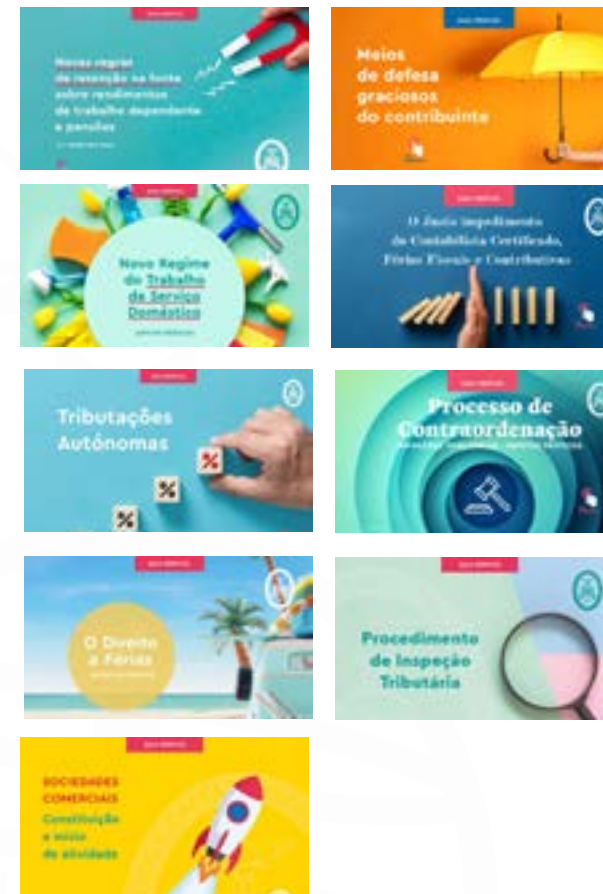 Novas regras
de retenção na fonte
sobre rendimentos
de trabalho dependente
e pensões
Meios
de defesa
graciosos
do contribuinte
Novo Regime
do Trabalho
de Serviço
Doméstico
O Justo Impedimento
do Contabilista Certificado,
Férias Fiscais e Contributivas
Tributações
Autónomas
Processo de
Contraordenação
O Direito
a Férias
Procedimento
de Inspeção
Tributária
SOCIEDADES
COMERCIAIS
Constituição
e início
de atividade